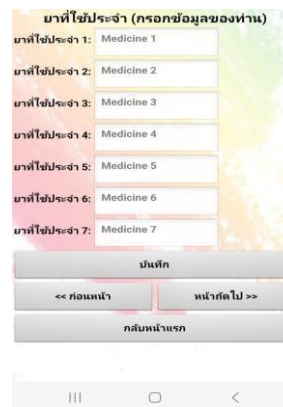 ยาที่ใช้ประจำ (กรอกข้อมูลของท่าน)
ยาที่ใช้ประจำ 1: Medicine 1
ยาที่ใช้ประจำ 2: Medicine 2
ยาที่ใช้ประจำ 3: Medicine 3
ยาที่ใช้ประจำ 4: Medicine 4
ยาที่ใช้ประจำ 5: Medicine 5
ยาที่ใช้ประจำ 6: Medicine 6
ยาที่ใช้ประจำ 7: Medicine 7
บันทึก
<< ก่อนหน้า หน้าถัดไป >>
กลับหน้าแรก